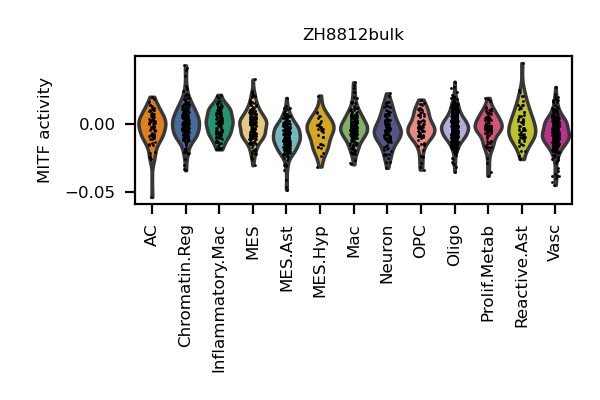 ZH8812bulk
MITF activity
0.00
−0.05
AC
Chromatin.Reg
Inflammatory.Mac
MES
MES.Ast
MES.Hyp
Mac
Neuron
OPC
Oligo
Prolif.Metab
Reactive.Ast
Vasc